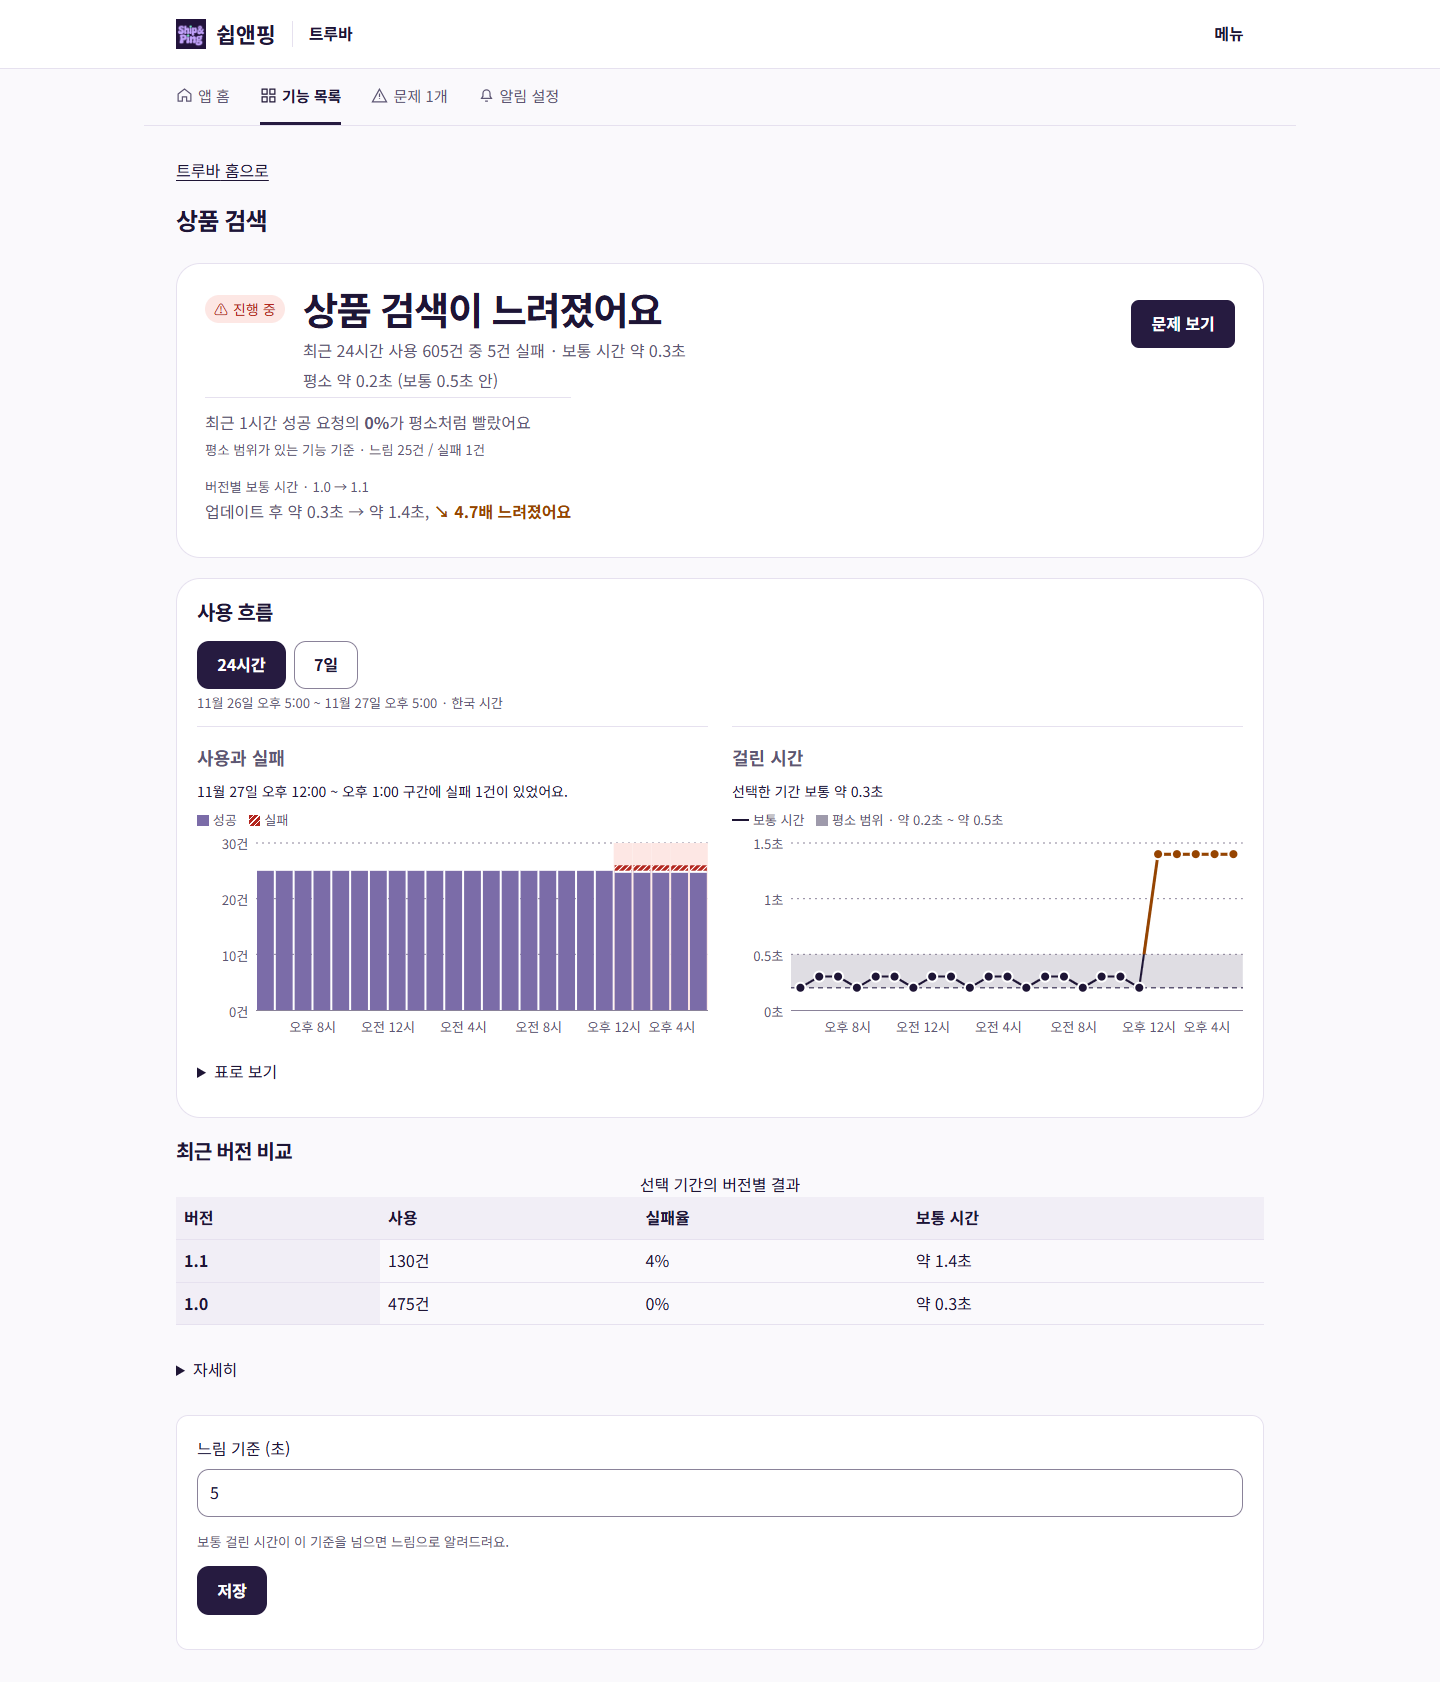 Ship& Ping
쉽앤핑
트루바
메뉴
앱 홈
기능 목록
문제 1개
알림 설정
트루바 홈으로
상품 검색
진행 중
상품 검색이 느려졌어요
문제 보기
최근 24시간 사용 605건 중 5건 실패 · 보통 시간 약 0.3초
평소 약 0.2초 (보통 0.5초 안)
최근 1시간 성공 요청의 0%가 평소처럼 빨랐어요
평소 범위가 있는 기능 기준 · 느림 25건 / 실패 1건
버전별 보통 시간 · 1.0 → 1.1
업데이트 후 약 0.3초 → 약 1.4초, ↘ 4.7배 느려졌어요
사용 흐름
24시간
7일
11월 26일 오후 5:00 ~ 11월 27일 오후 5:00 · 한국 시간
사용과 실패
11월 27일 오후 12:00 ~ 오후 1:00 구간에 실패 1건이 있었어요.
성공
실패
30건
20건
10건
0건
오후 8시
오전 12시
오전 4시
오전 8시
오후 12시
오후 4시
걸린 시간
선택한 기간 보통 약 0.3초
보통 시간
평소 범위 · 약 0.2초 ~ 약 0.5초
1.5초
1초
0.5초
0초
오후 8시
오전 12시
오전 4시
오전 8시
오후 12시
오후 4시
▶ 표로 보기
최근 버전 비교
선택 기간의 버전별 결과
버전 사용 실패율 보통 시간
1.1 130건 4% 약 1.4초
1.0 475건 0% 약 0.3초
▶ 자세히
느림 기준 (초)
5
보통 걸린 시간이 이 기준을 넘으면 느림으로 알려드려요.
저장